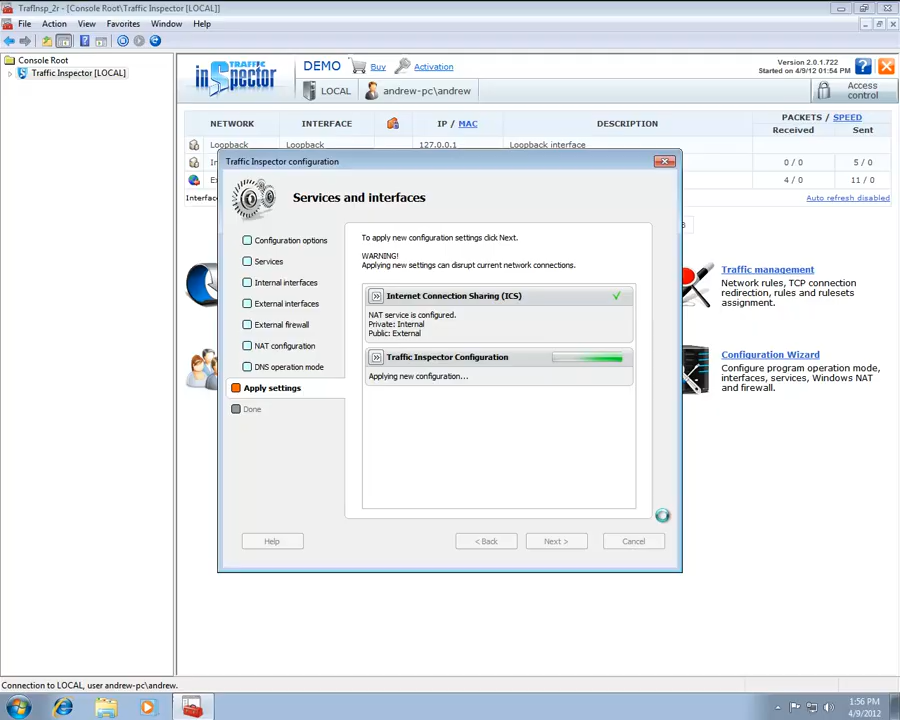 TrafInsp_2r - [Console Root\Traffic Inspector [LOCAL]]
File Action View Favorites Window Help
Console Root
Traffic Inspector [LOCAL]
TRAFFIC
inSpector
DEMO Buy Activation
LOCAL andrew-pc\andrew
Version 2.0.1.722
Started on 4/9/12 01:54 PM
Access control
NETWORK INTERFACE IP / MAC DESCRIPTION PACKETS / SPEED
Received Sent
Loopback Loopback 127.0.0.1 Loopback interface
0 / 0 5 / 0
4 / 0 11 / 0
Auto refresh disabled
Traffic management
Network rules, TCP connection
redirection, rules and rulesets
assignment.
Configuration Wizard
Configure program operation mode,
interfaces, services, Windows NAT
and firewall.
Traffic Inspector configuration
Services and interfaces
Configuration options
Services
Internal interfaces
External interfaces
External firewall
NAT configuration
DNS operation mode
Apply settings
Done
To apply new configuration settings click Next.
WARNING!
Applying new settings can disrupt current network connections.
Internet Connection Sharing (ICS)
NAT service is configured.
Private: Internal
Public: External
Traffic Inspector Configuration
Applying new configuration...
Help < Back Next > Cancel
Connection to LOCAL, user andrew-pc\andrew.
1:56 PM
4/9/2012